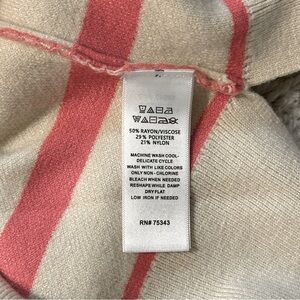 50% RAYON/VISCOSE
29% POLYESTER
21% NYLON
MACHINE WASH COOL-
DELICATE CYCLE
WASH WITH LIKE COLORS
ONLY NON - CHLORINE
BLEACH WHEN NEEDED
RESHAPE WHILE DAMP
DRY FLAT
LOW IRON IF NEEDED
RN# 75343